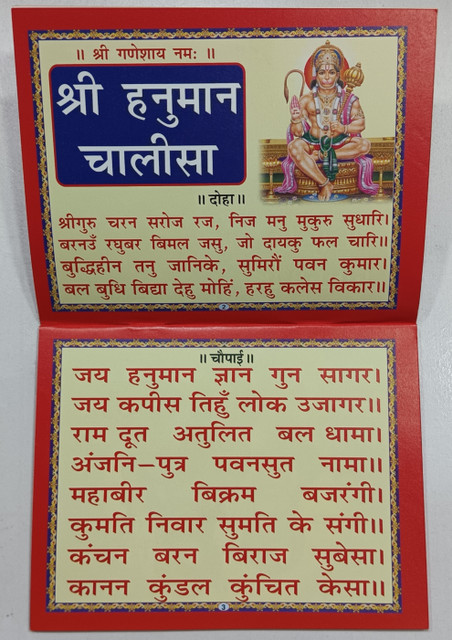 ॥ श्री गणेशाय नमः ॥
श्री हनुमान
चालीसा
॥ दोहा ॥
श्रीगुरु चरन सरोज रज, निज मनु मुकुरु सुधारि।
बरनउँ रघुबर बिमल जसु, जो दायकु फल चारि॥
बुद्धिहीन तनु जानिके, सुमिरौं पवन कुमार।
बल बुधि बिद्या देहु मोहिं, हरहु कलेस विकार॥
2
॥ चौपाई ॥
जय हनुमान ज्ञान गुन सागर।
जय कपीस तिहुँ लोक उजागर॥
राम दूत अतुलित बल धामा।
अंजनि–पुत्र पवनसुत नामा॥
महाबीर बिक्रम बजरंगी।
कुमति निवार सुमति के संगी॥
कंचन बरन बिराज सुबेसा।
कानन कुंडल कुंचित केसा॥
3